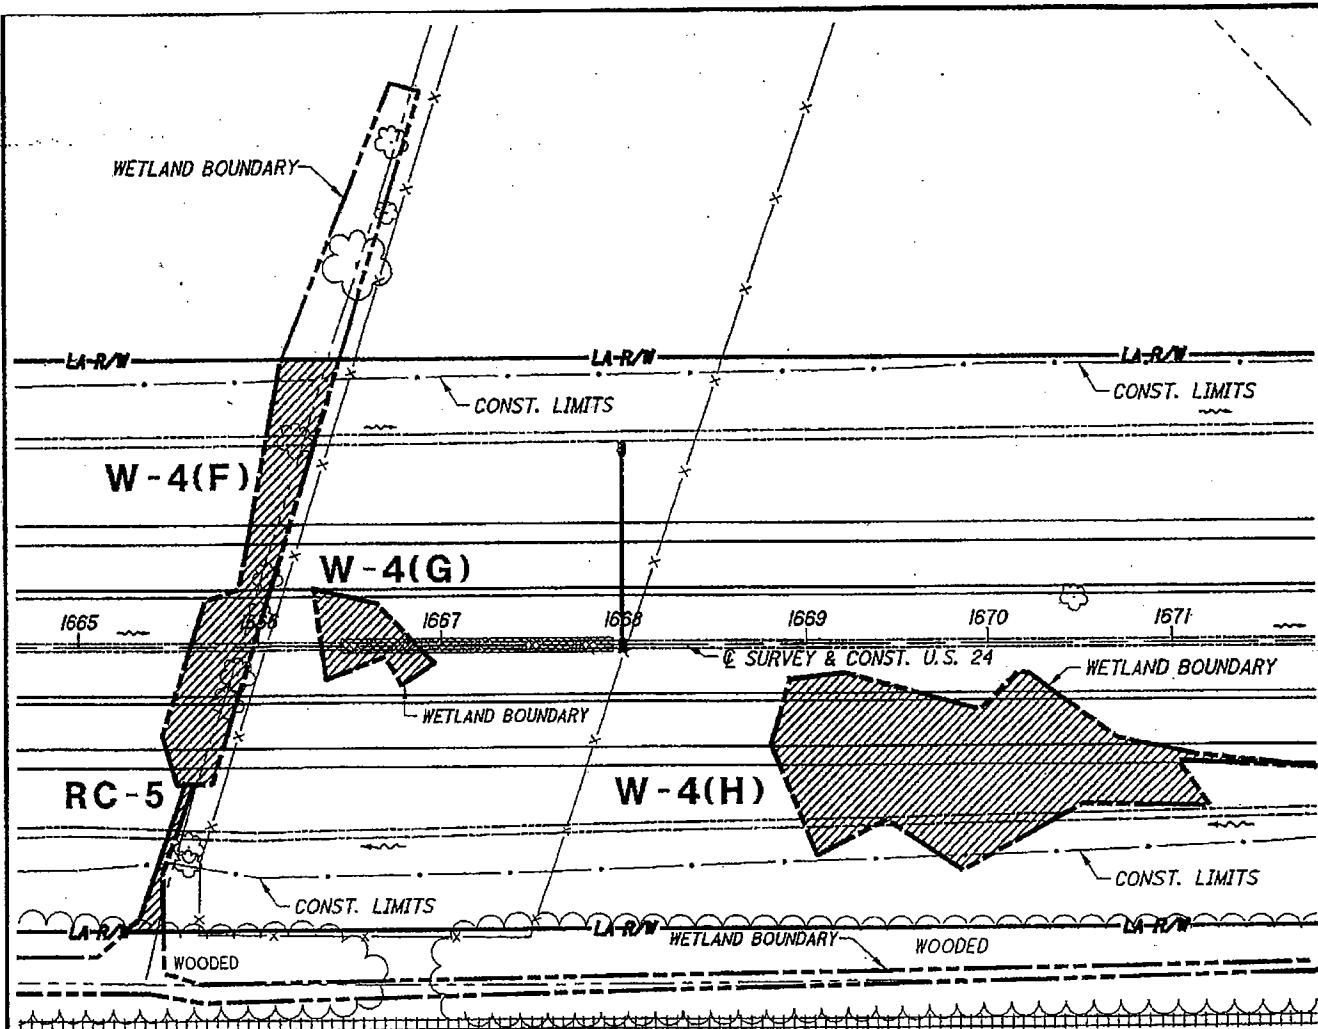 WETLAND BOUNDARY
LA-R/W LA-R/W LA-R/W
CONST. LIMITS CONST. LIMITS
W-4(F)
W-4(G)
1665 1666 1667 1668 1669 1670 1671
℄ SURVEY & CONST. U.S. 24
WETLAND BOUNDARY
WETLAND BOUNDARY
RC-5
W-4(H)
CONST. LIMITS
CONST. LIMITS
LA-R/W LA-R/W LA-R/W
WETLAND BOUNDARY
WOODED
WOODED